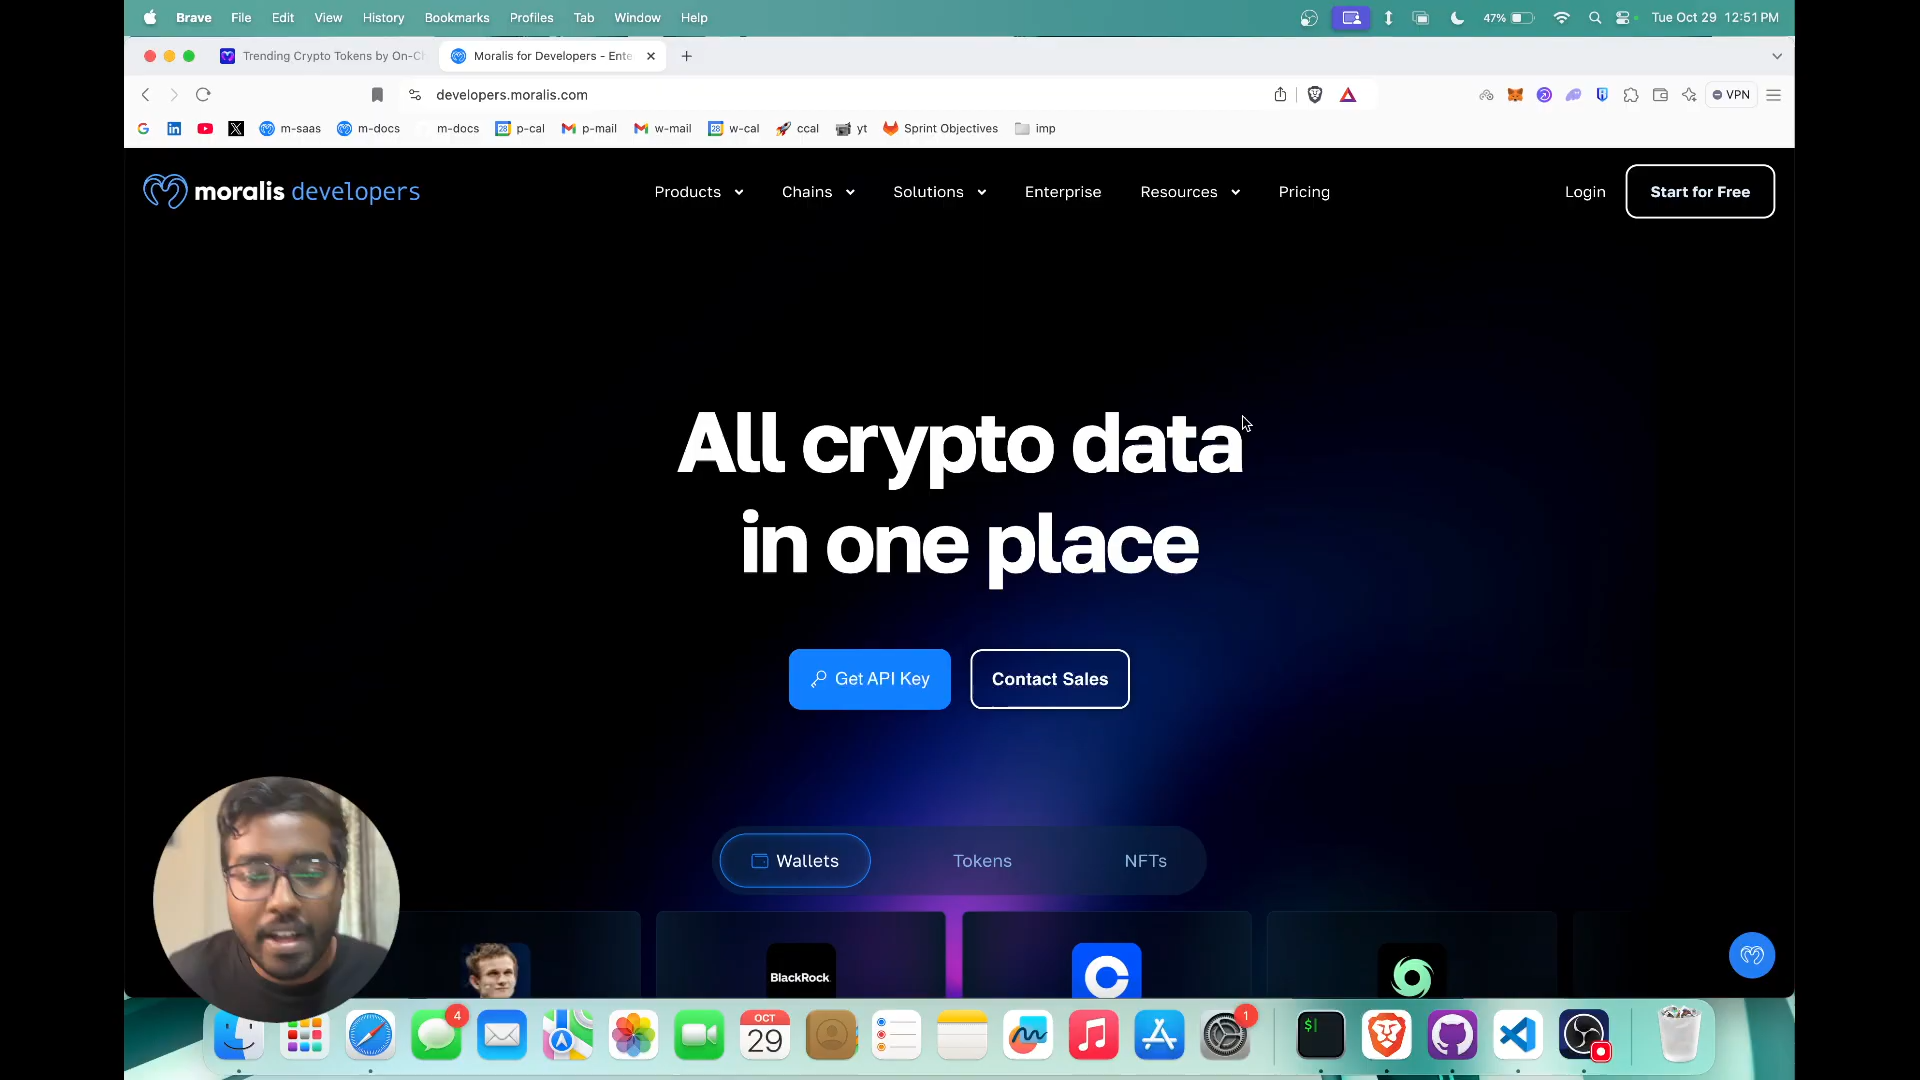 Brave File Edit View History Bookmarks Profiles Tab Window Help
47% Tue Oct 29 12:51 PM
Trending Crypto Tokens by On-Ch
Moralis for Developers - Ente
developers.moralis.com
VPN
m-saas m-docs m-docs p-cal p-mail w-mail w-cal ccal yt Sprint Objectives imp
moralis developers
Products Chains Solutions Enterprise Resources Pricing
Login
Start for Free
All crypto data
in one place
Get API Key
Contact Sales
Wallets
Tokens
NFTs
BlackRock
4
OCT
29
1
$